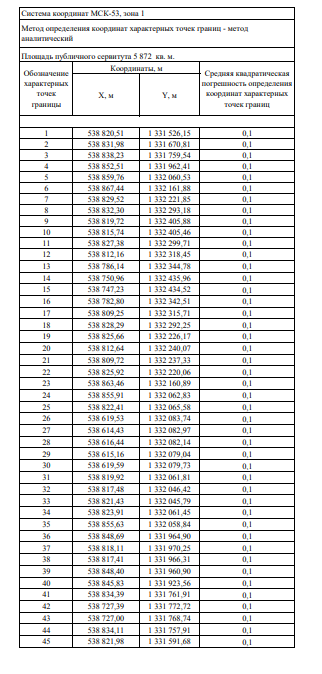 Система координат МСК-53, зона 1
Метод определения координат характерных точек границ - метод
аналитический
Площадь публичного сервитута 5 872 кв. м.
Обозначение характерных точек границы | Координаты, м | Средняя квадратическая погрешность определения координат характерных точек границ
X, м | Y, м
1 538 820,51 1 331 526,15 0,1
2 538 831,98 1 331 670,81 0,1
3 538 838,23 1 331 759,54 0,1
4 538 852,51 1 331 962,41 0,1
5 538 859,76 1 332 060,53 0,1
6 538 867,44 1 332 161,88 0,1
7 538 829,52 1 332 221,85 0,1
8 538 832,30 1 332 293,18 0,1
9 538 819,72 1 332 405,88 0,1
10 538 815,74 1 332 405,46 0,1
11 538 827,38 1 332 299,71 0,1
12 538 812,16 1 332 318,45 0,1
13 538 786,14 1 332 344,78 0,1
14 538 750,96 1 332 435,96 0,1
15 538 747,23 1 332 434,52 0,1
16 538 782,80 1 332 342,51 0,1
17 538 809,25 1 332 315,71 0,1
18 538 828,29 1 332 292,25 0,1
19 538 825,66 1 332 226,17 0,1
20 538 812,64 1 332 240,07 0,1
21 538 809,72 1 332 237,33 0,1
22 538 825,92 1 332 220,06 0,1
23 538 863,46 1 332 160,89 0,1
24 538 855,91 1 332 062,83 0,1
25 538 822,41 1 332 065,58 0,1
26 538 619,53 1 332 083,74 0,1
27 538 614,43 1 332 082,97 0,1
28 538 616,44 1 332 082,14 0,1
29 538 615,16 1 332 079,04 0,1
30 538 619,59 1 332 079,73 0,1
31 538 819,92 1 332 061,81 0,1
32 538 817,48 1 332 046,42 0,1
33 538 821,43 1 332 045,79 0,1
34 538 823,91 1 332 061,45 0,1
35 538 855,63 1 332 058,84 0,1
36 538 848,69 1 331 964,90 0,1
37 538 818,11 1 331 970,25 0,1
38 538 817,41 1 331 966,31 0,1
39 538 848,40 1 331 960,90 0,1
40 538 845,83 1 331 923,56 0,1
41 538 834,39 1 331 761,91 0,1
42 538 727,39 1 331 772,72 0,1
43 538 727,00 1 331 768,74 0,1
44 538 834,11 1 331 757,91 0,1
45 538 821,98 1 331 591,68 0,1